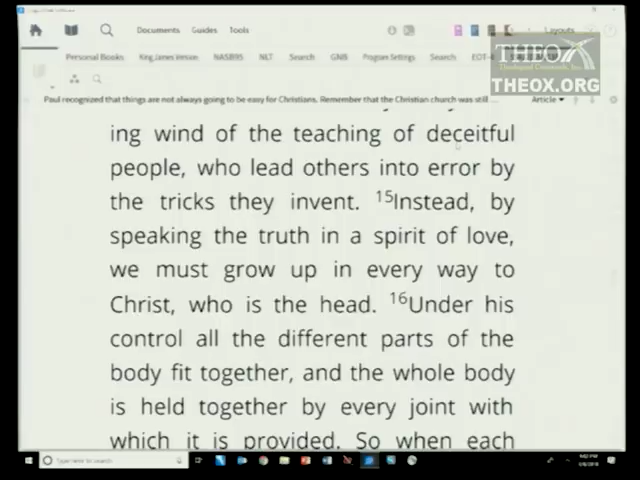 THEOX
THEOX.ORG
Documents Guides Tools Layouts
Personal Books King James Version NASB95 NLT Search GNB Program Settings Search
Paul recognized that things are not always going to be easy for Christians. Remember that the Christian church was still ... Article
ing wind of the teaching of deceitful
people, who lead others into error by
the tricks they invent. 15Instead, by
speaking the truth in a spirit of love,
we must grow up in every way to
Christ, who is the head. 16Under his
control all the different parts of the
body fit together, and the whole body
is held together by every joint with
which it is provided. So when each
Type here to search